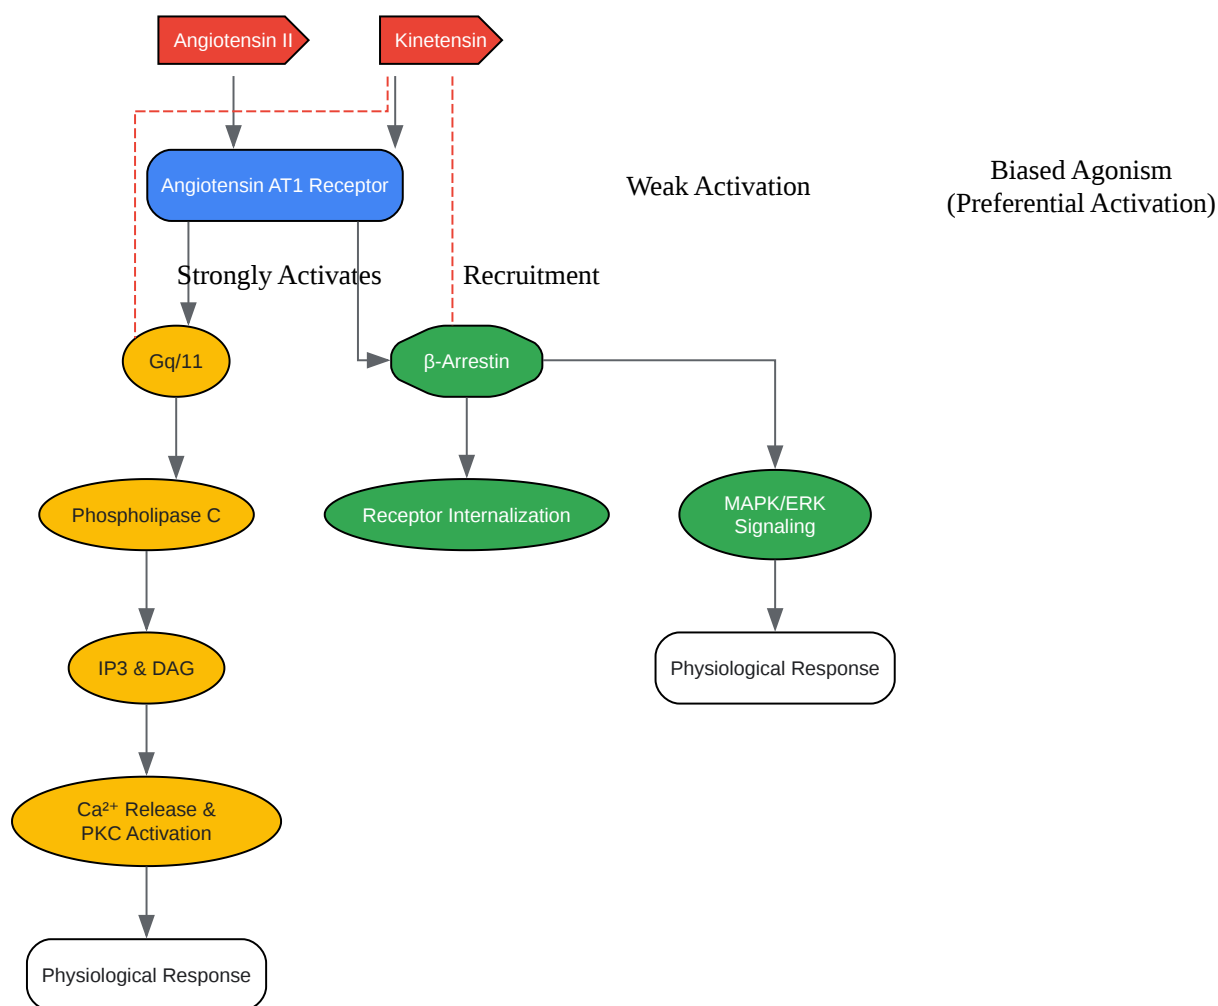 Angiotensin II
Kinetensin
Angiotensin AT1 Receptor
Weak Activation
Biased Agonism
(Preferential Activation)
Strongly Activates
Recruitment
Gq/11
β-Arrestin
Phospholipase C
Receptor Internalization
MAPK/ERK
Signaling
IP3 & DAG
Physiological Response
Ca²⁺ Release &
PKC Activation
Physiological Response